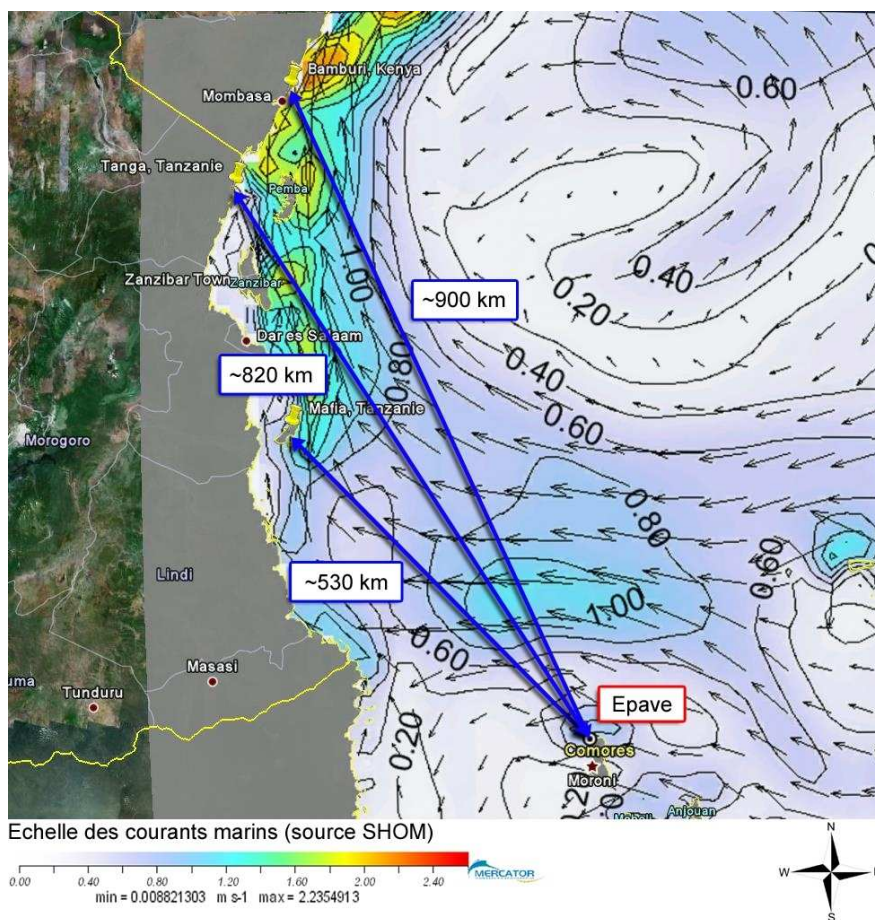 0.60
Bamburi, Kenya
Mombasa
Tanga, Tanzanie
Pemba
1.00
0.40
Zanzibar Town
Zanzibar
~900 km
0.20
Dar es Salaam
0.80
0.40
~820 km
Mafia, Tanzanie
0.60
Morogoro
0.80
0.60
~530 km
Lindi
1.00
0.60
Masasi
uma
Tunduru
Epave
0.20
Comores
Moroni
Anjouan
Echelle des courants marins (source SHOM)
0.00 0.40 0.80 1.20 1.60 2.00 2.40
min = 0.008821303 m s-1 max = 2.2354913
MERCATOR
N
W E
S